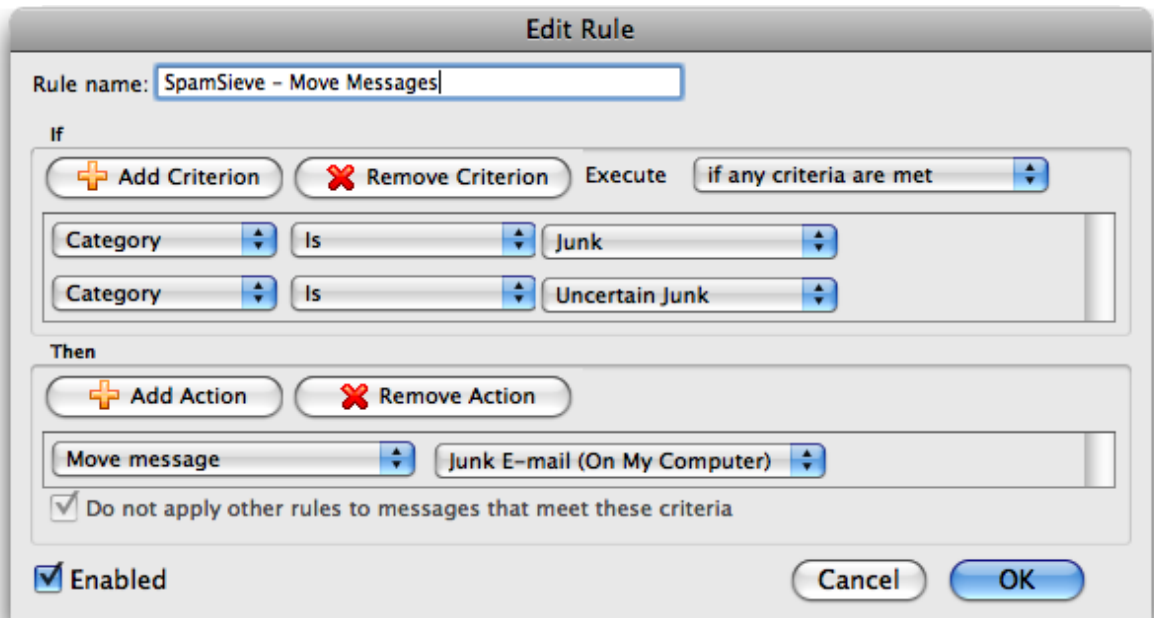 Edit Rule
Rule name: SpamSieve – Move Messages
If
Add Criterion Remove Criterion Execute if any criteria are met
Category Is Junk
Category Is Uncertain Junk
Then
Add Action Remove Action
Move message Junk E-mail (On My Computer)
Do not apply other rules to messages that meet these criteria
Enabled Cancel OK